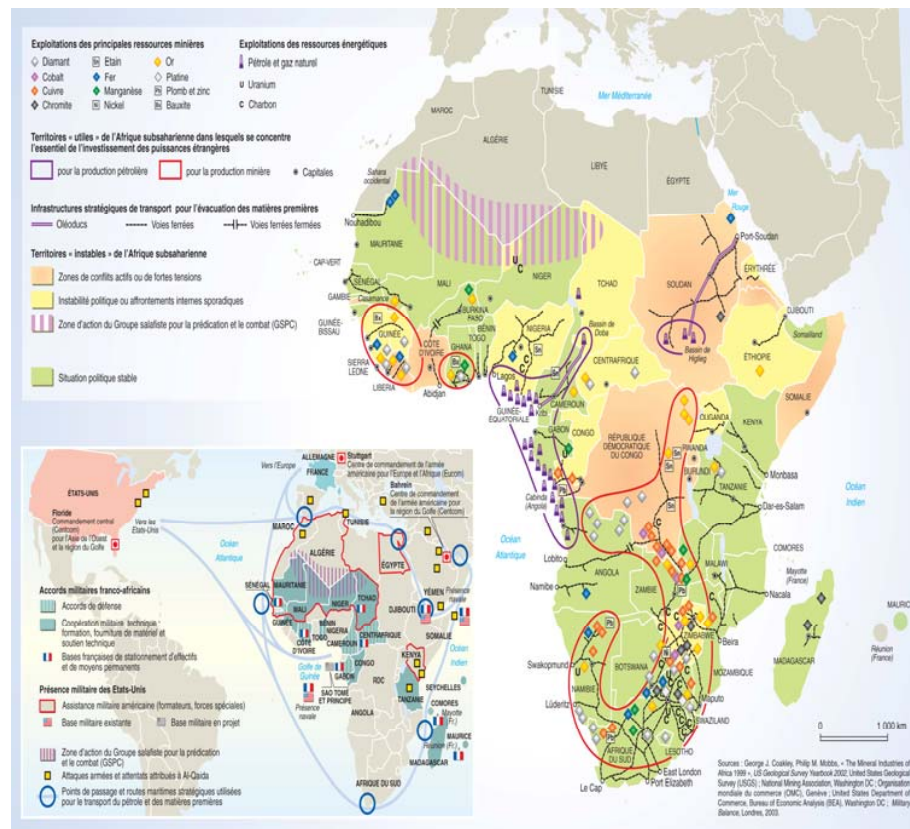 Exploitations des principales ressources minières
Diamant
Cobalt
Cuivre
Chromite
Sn Etain
Fer
Manganèse
Ni Nickel
Or
Platine
Pb Plomb et zinc
Bx Bauxite
Exploitations des ressources énergétiques
Pétrole et gaz naturel
U Uranium
C Charbon
Territoires « utiles » de l'Afrique subsaharienne dans lesquels se concentre
l'essentiel de l'investissement des puissances étrangères
pour la production pétrolière
pour la production minière
Capitales
Infrastructures stratégiques de transport pour l'évacuation des matières premières
Oléoducs
Voies ferrées
Voies ferrées fermées
Territoires « instables » de l'Afrique subsaharienne
Zones de conflits actifs ou de fortes tensions
Instabilité politique ou affrontements internes sporadiques
Zone d'action du Groupe salafiste pour la prédication et le combat (GSPC)
Situation politique stable
MAROC
ALGÉRIE
TUNISIE
LIBYE
ÉGYPTE
Mer Méditerranée
Mer
Rouge
Sahara
occidental
Nouhadibou
MAURITANIE
CAP-VERT
SÉNÉGAL
GAMBIE
Casamance
GUINÉE-
BISSAU
GUINÉE
SIERRA
LEONE
LIBERIA
MALI
BURKINA
FASO
CÔTE
D'IVOIRE
Abidjan
GHANA
TOGO
BÉNIN
NIGER
NIGERIA
Lagos
TCHAD
Bassin de
Doba
SOUDAN
Port-Soudan
Bassin de
Higlieg
ÉRYTHRÉE
DJIBOUTI
Somaliland
ÉTHIOPIE
SOMALIE
CENTRAFRIQUE
CAMEROUN
Kribi
GUINÉE-
ÉQUATORIALE
GABON
CONGO
RÉPUBLIQUE
DÉMOCRATIQUE
DU CONGO
OUGANDA
KENYA
RWANDA
BURUNDI
TANZANIE
Mombasa
Dar-es-Salam
Océan
Indien
Cabinda
(Angola)
Océan
Atlantique
Lobito
ANGOLA
Namibe
ZAMBIE
MALAWI
Nacala
COMORES
Mayotte
(France)
ZIMBABWE
Beira
MOZAMBIQUE
MADAGASCAR
MAURIC
Réunion
(France)
Swakopmund
NAMIBIE
BOTSWANA
Lüderitz
Maputo
SWAZILAND
AFRIQUE
DU SUD
LESOTHO
East London
Port Elizabeth
Le Cap
0 1 000 km
Sources : George J. Coakley, Philip M. Mobbs, « The Mineral Industries of
Africa 1999 », US Geological Survey Yearbook 2002, United States Geological
Survey (USGS) ; National Mining Association, Washington DC ; Organisation
mondiale du commerce (OMC), Genève ; United States Department of
Commerce, Bureau of Economic Analysis (BEA), Washington DC ; Military
Balance, Londres, 2003.
ÉTATS-UNIS
Floride
Commandement central
(Centcom)
pour l'Asie de l'Ouest
et la région du Golfe
Vers les
Etats-Unis
Vers l'Europe
ALLEMAGNE
FRANCE
Stuttgart
Centre de commandement de l'armée
américaine pour l'Europe et l'Afrique (Eucom)
Bahreïn
Centre de commandement
de l'armée américaine pour
la région du Golfe (Centcom)
Océan
Atlantique
MAROC
TUNISIE
ALGÉRIE
ÉGYPTE
SÉNÉGAL
MAURITANIE
MALI
NIGER
TCHAD
GUINÉE
CÔTE
D'IVOIRE
TOGO
BÉNIN
NIGERIA
CAMEROUN
CENTRAFRIQUE
DJIBOUTI
YÉMEN
Présence
navale
SOMALIE
Océan
Indien
Golfe de
Guinée
GABON
CONGO
RDC
KENYA
TANZANIE
SAO TOMÉ
ET PRINCIPE
Présence
navale
ANGOLA
SEYCHELLES
COMORES
Mayotte
(Fr.)
MAURICE
Réunion (Fr.)
MADAGASCAR
AFRIQUE DU SUD
Accords militaires franco-africains
Accords de défense
Coopération militaire technique :
formation, fourniture de matériel et
soutien technique
Bases françaises de stationnement d'effectifs
et de moyens permanents
Présence militaire des Etats-Unis
Assistance militaire américaine (formateurs, forces spéciales)
Base militaire existante
Base militaire en projet
Zone d'action du Groupe salafiste pour la prédication
et le combat (GSPC)
Attaques armées et attentats attribués à Al-Qaida
Points de passage et routes maritimes stratégiques utilisées
pour le transport du pétrole et des matières premières